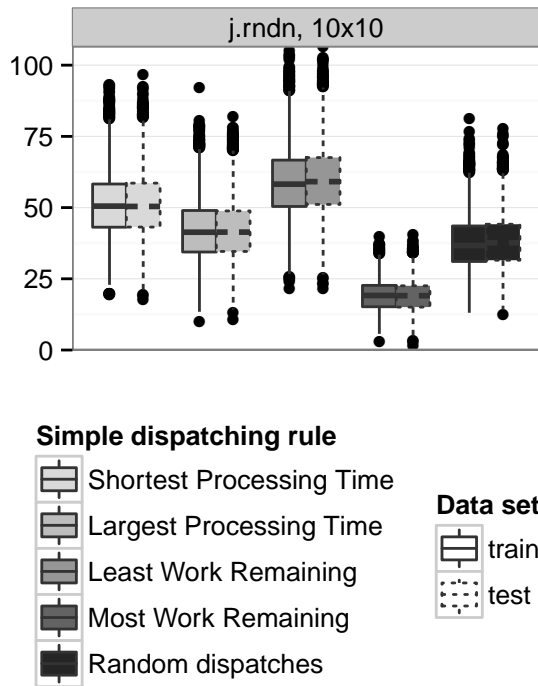 j.rndn, 10x10
100
75
50
25
0
Simple dispatching rule
Shortest Processing Time
Largest Processing Time
Least Work Remaining
Most Work Remaining
Random dispatches
Data set
train
test